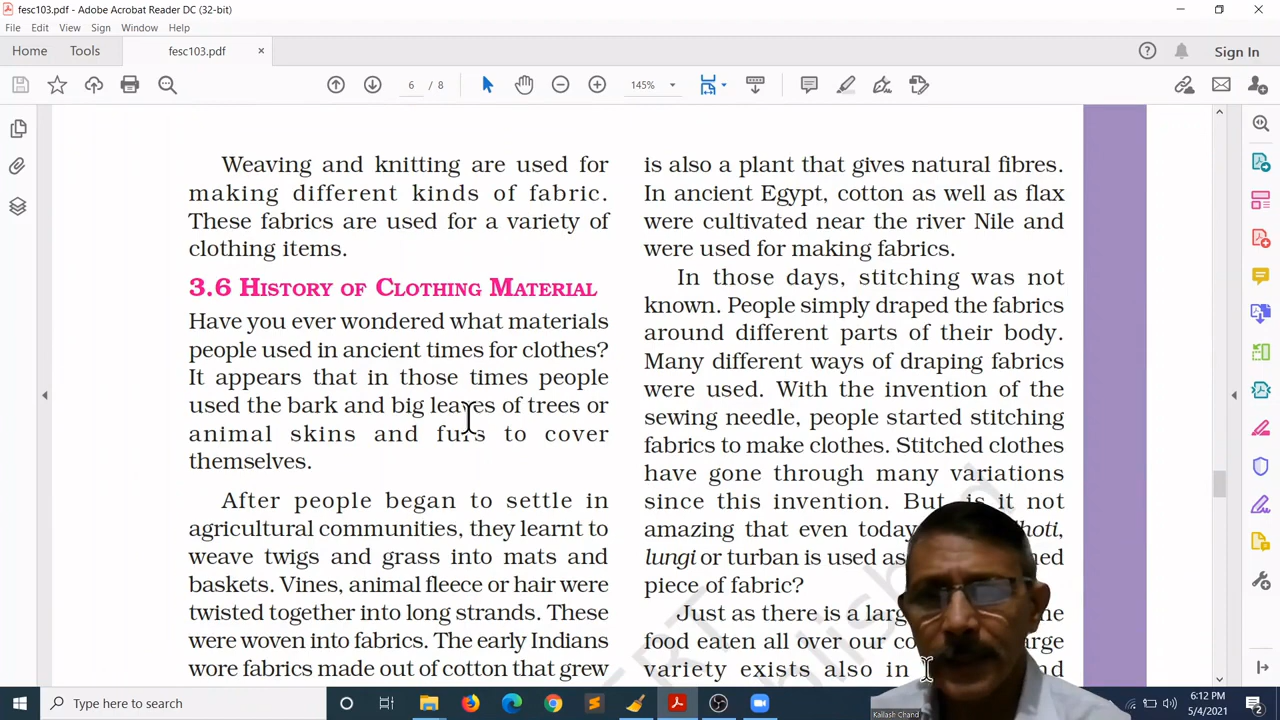 fesc103.pdf - Adobe Acrobat Reader DC (32-bit)
File Edit View Sign Window Help
Home Tools fesc103.pdf × Sign In
6 / 8 145%
Weaving and knitting are used for
making different kinds of fabric.
These fabrics are used for a variety of
clothing items.
3.6 HISTORY OF CLOTHING MATERIAL
Have you ever wondered what materials
people used in ancient times for clothes?
It appears that in those times people
used the bark and big leaves of trees or
animal skins and furs to cover
themselves.
After people began to settle in
agricultural communities, they learnt to
weave twigs and grass into mats and
baskets. Vines, animal fleece or hair were
twisted together into long strands. These
were woven into fabrics. The early Indians
wore fabrics made out of cotton that grew
is also a plant that gives natural fibres.
In ancient Egypt, cotton as well as flax
were cultivated near the river Nile and
were used for making fabrics.
In those days, stitching was not
known. People simply draped the fabrics
around different parts of their body.
Many different ways of draping fabrics
were used. With the invention of the
sewing needle, people started stitching
fabrics to make clothes. Stitched clothes
have gone through many variations
since this invention. But, is it not
amazing that even today
lungi or turban is used as
piece of fabric?
Just as there is a
food eaten all over our
variety exists also in
Kailash Chand
Type here to search
6:12 PM
5/4/2021
2